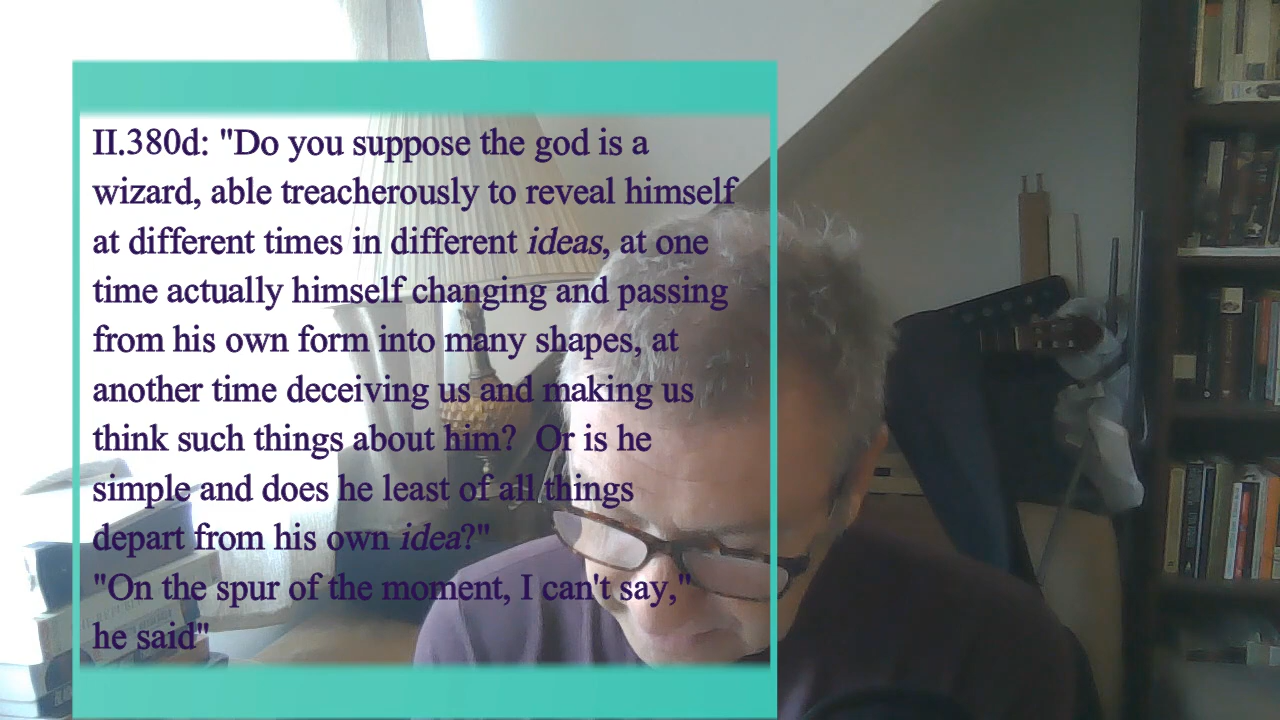 II.380d: "Do you suppose the god is a
wizard, able treacherously to reveal himself
at different times in different ideas, at one
time actually himself changing and passing
from his own form into many shapes, at
another time deceiving us and making us
think such things about him?  Or is he
simple and does he least of all things
depart from his own idea?"
"On the spur of the moment, I can't say,"
he said"